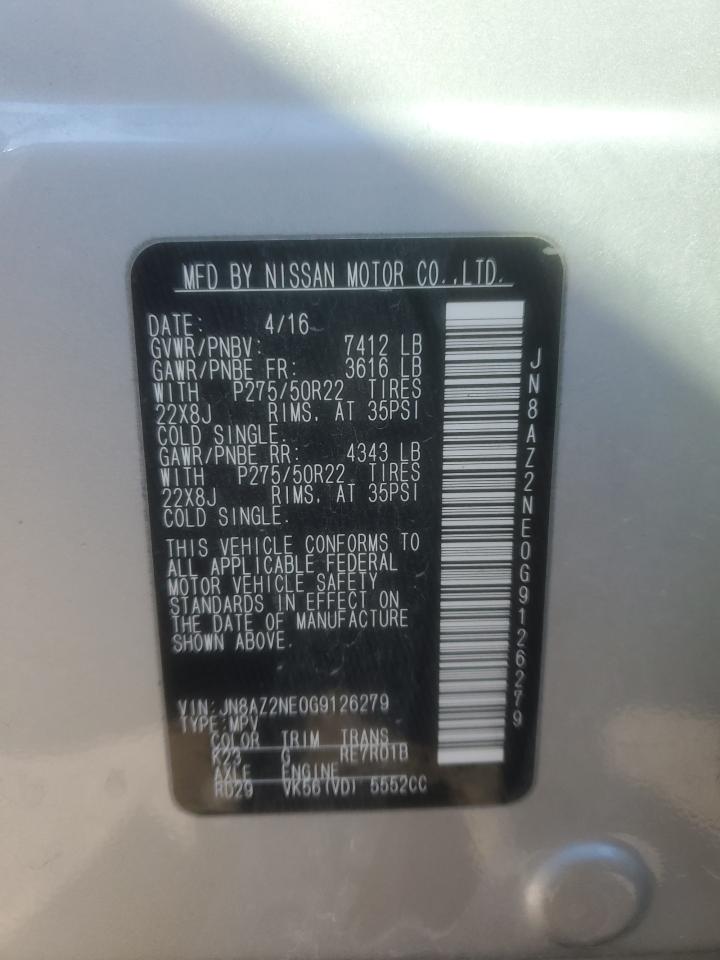 MFD BY NISSAN MOTOR CO.,LTD.
DATE: 4/16
GVWR/PNBV: 7412 LB
GAWR/PNBE FR: 3616 LB
WITH P275/50R22 TIRES
22X8J RIMS, AT 35PSI
COLD SINGLE.
GAWR/PNBE RR: 4343 LB
WITH P275/50R22 TIRES
22X8J RIMS, AT 35PSI
COLD SINGLE.
THIS VEHICLE CONFORMS TO
ALL APPLICABLE FEDERAL
MOTOR VEHICLE SAFETY
STANDARDS IN EFFECT ON
THE DATE OF MANUFACTURE
SHOWN ABOVE.
VIN: JN8AZ2NE0G9126279
TYPE: MPV
COLOR TRIM TRANS
K23 G RE7R01B
AXLE ENGINE
RD29 VK56(VD) 5552CC
JN8AZ2NE0G9126279